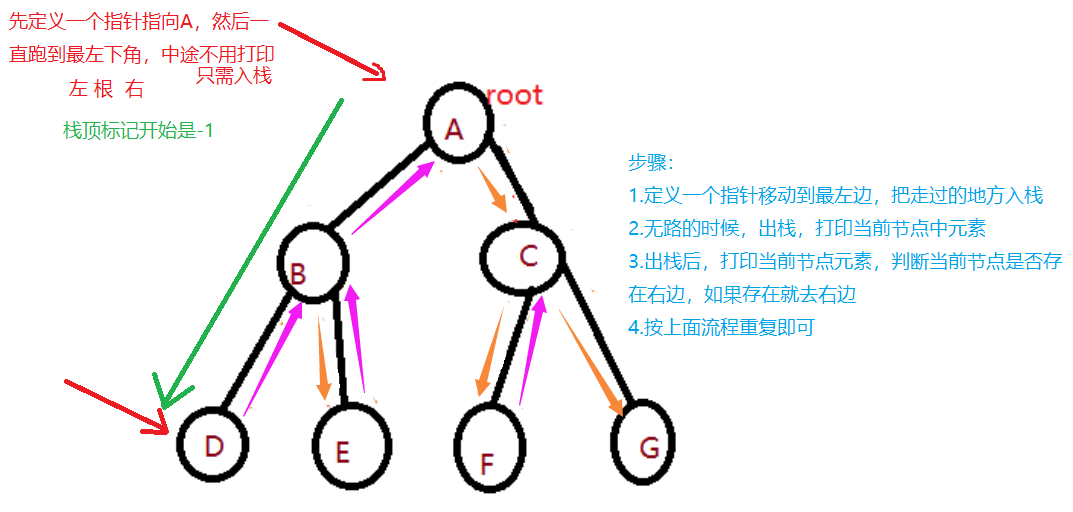 先定义一个指针指向A，然后一
直跑到最左下角，中途不用打印
只需入栈
左 根 右
栈顶标记开始是-1
root
A
B
C
D
E
F
G
步骤：
1.定义一个指针移动到最左边，把走过的地方入栈
2.无路的时候，出栈，打印当前节点中元素
3.出栈后，打印当前节点元素，判断当前节点是否存
在右边，如果存在就去右边
4.按上面流程重复即可